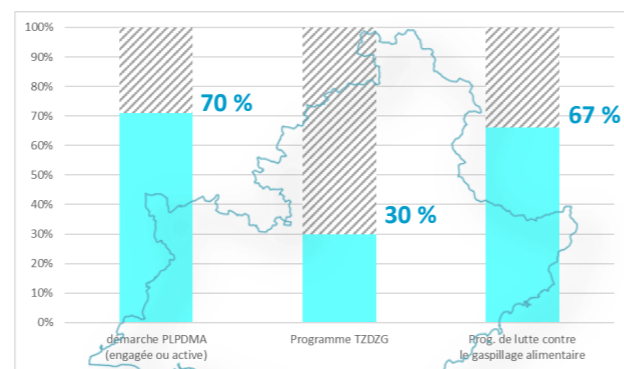 100%
90%
80%
70%
60%
50%
40%
30%
20%
10%
0%
70 %
30 %
67 %
démarche PLPDMA
(engagée ou active)
Programme TZDZG
Prog. de lutte contre
le gaspillage alimentaire